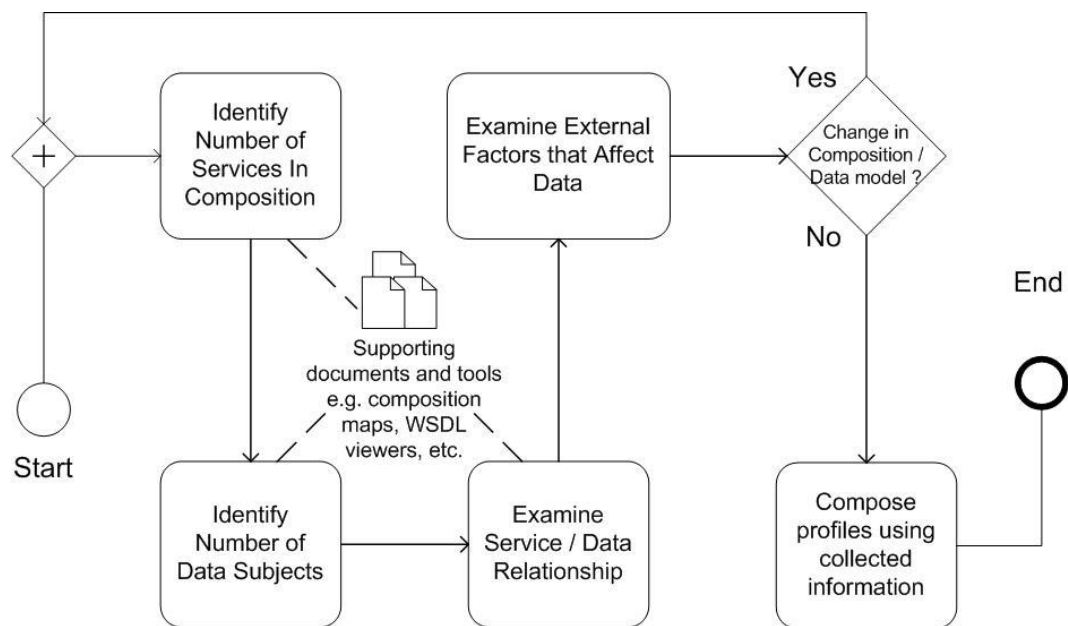 Identify
Number of
Services In
Composition
Examine External
Factors that Affect
Data
Yes
Change in
Composition /
Data model ?
No
End
Supporting
documents and tools
e.g. composition
maps, WSDL
viewers, etc.
Start
Identify
Number of
Data Subjects
Examine
Service / Data
Relationship
Compose
profiles using
collected
information